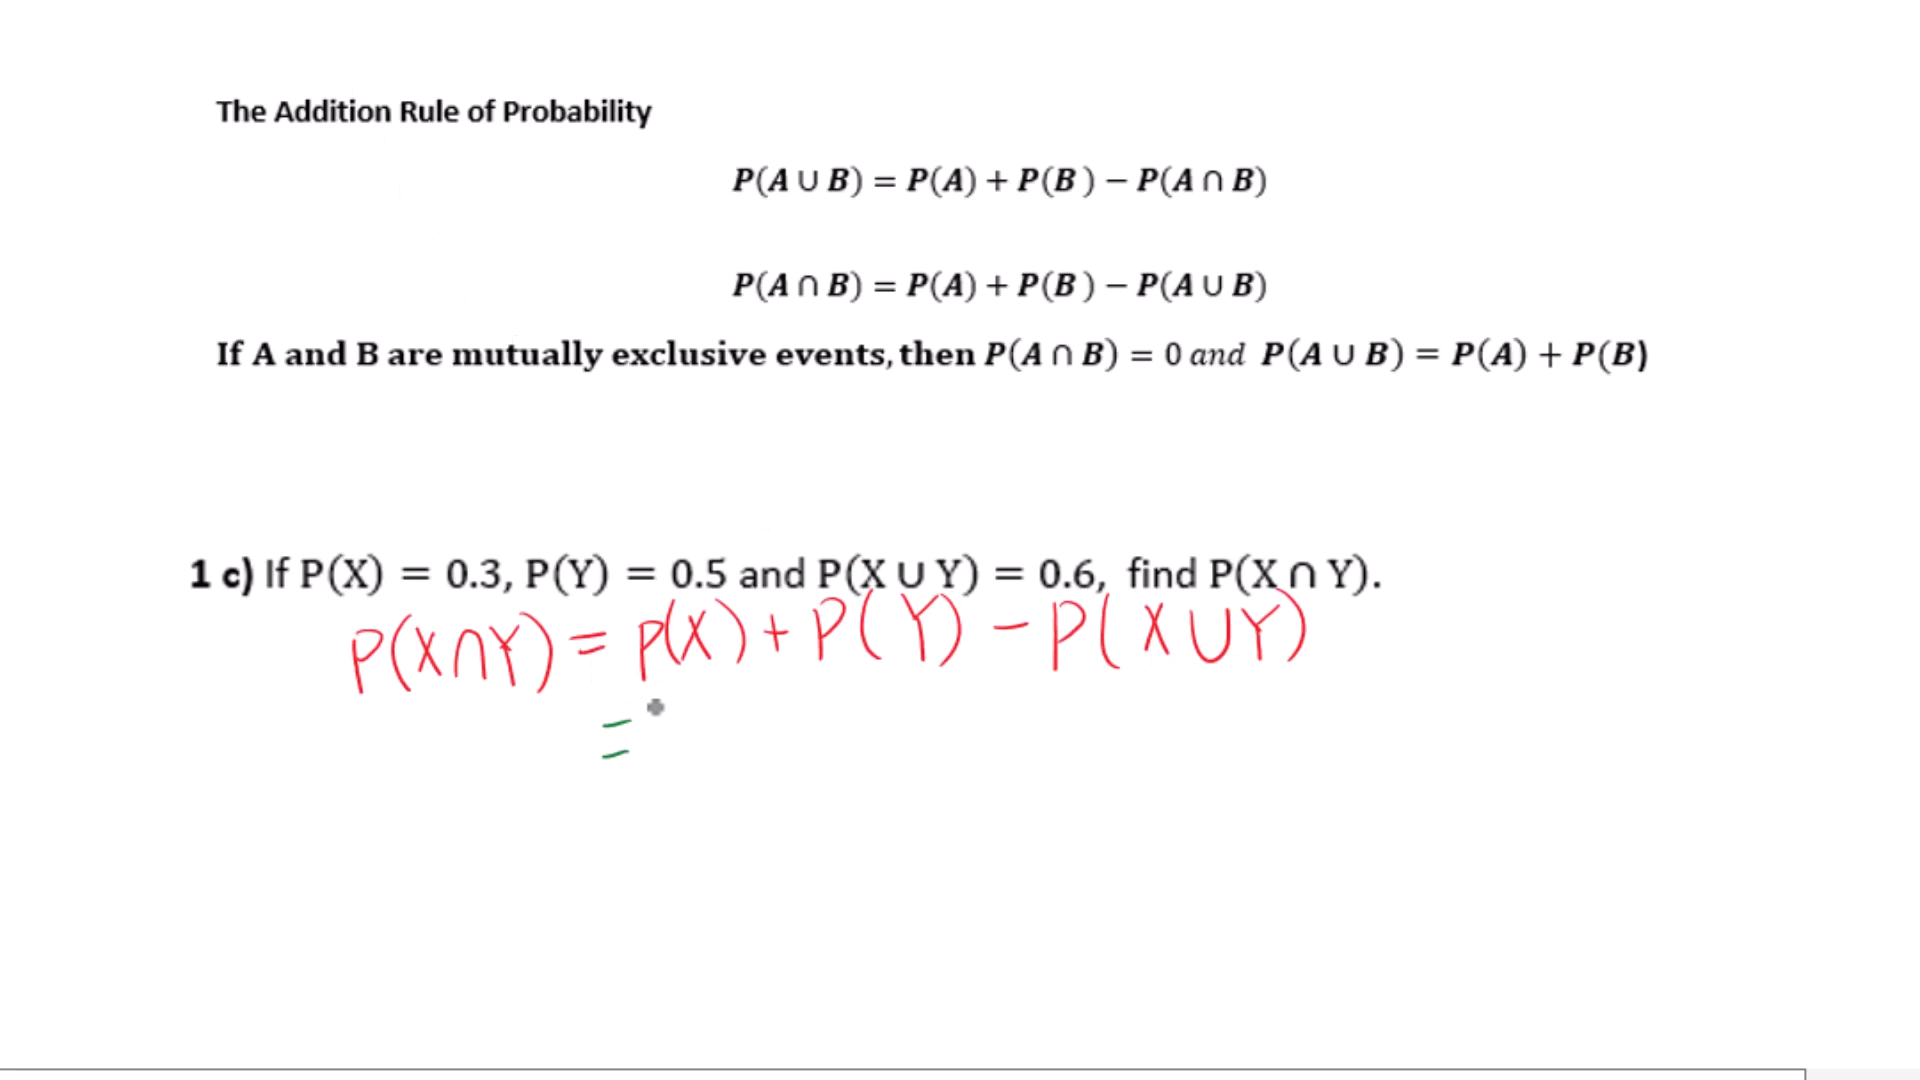 The Addition Rule of Probability
P(A ∪ B) = P(A) + P(B) − P(A ∩ B)
P(A ∩ B) = P(A) + P(B) − P(A ∪ B)
If A and B are mutually exclusive events, then P(A ∩ B) = 0 and P(A ∪ B) = P(A) + P(B)
1 c) If P(X) = 0.3, P(Y) = 0.5 and P(X ∪ Y) = 0.6, find P(X ∩ Y).
P(X∩Y) = P(X) + P(Y) − P(X∪Y)
=